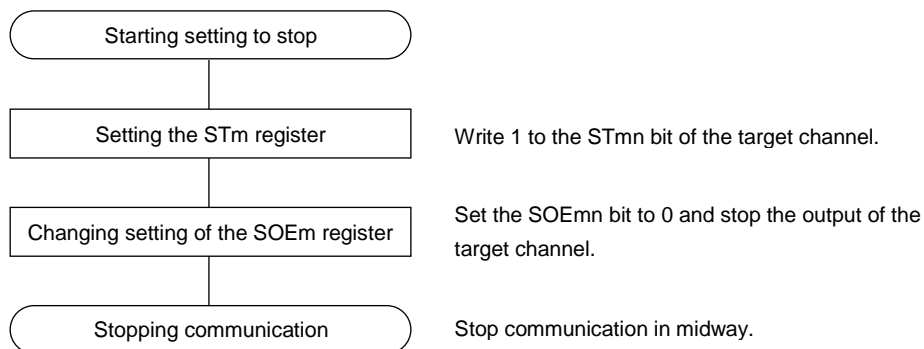 Starting setting to stop
Setting the STm register
Write 1 to the STmn bit of the target channel.
Changing setting of the SOEm register
Set the SOEmn bit to 0 and stop the output of the
target channel.
Stopping communication
Stop communication in midway.